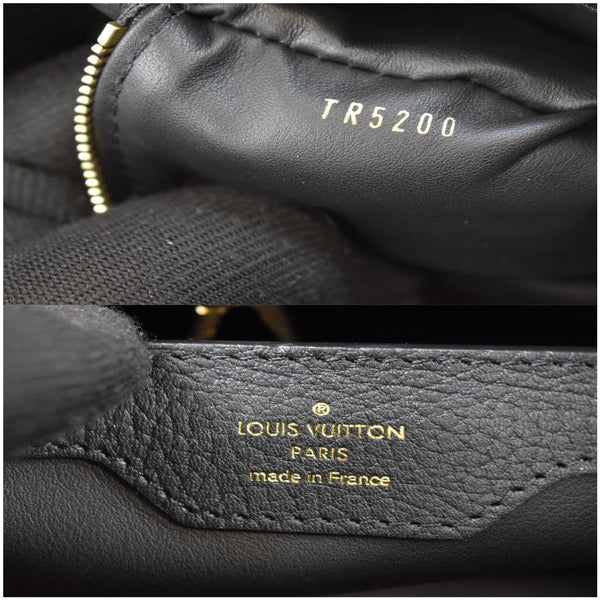 TR5200
®
LOUIS VUITTON
PARIS
made in France